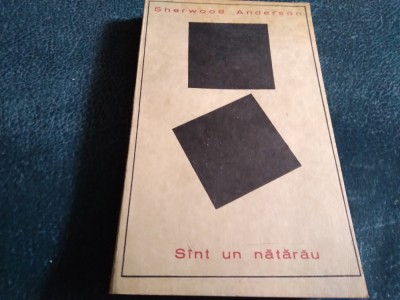 Sherwood Anderson
Sînt un nătărău